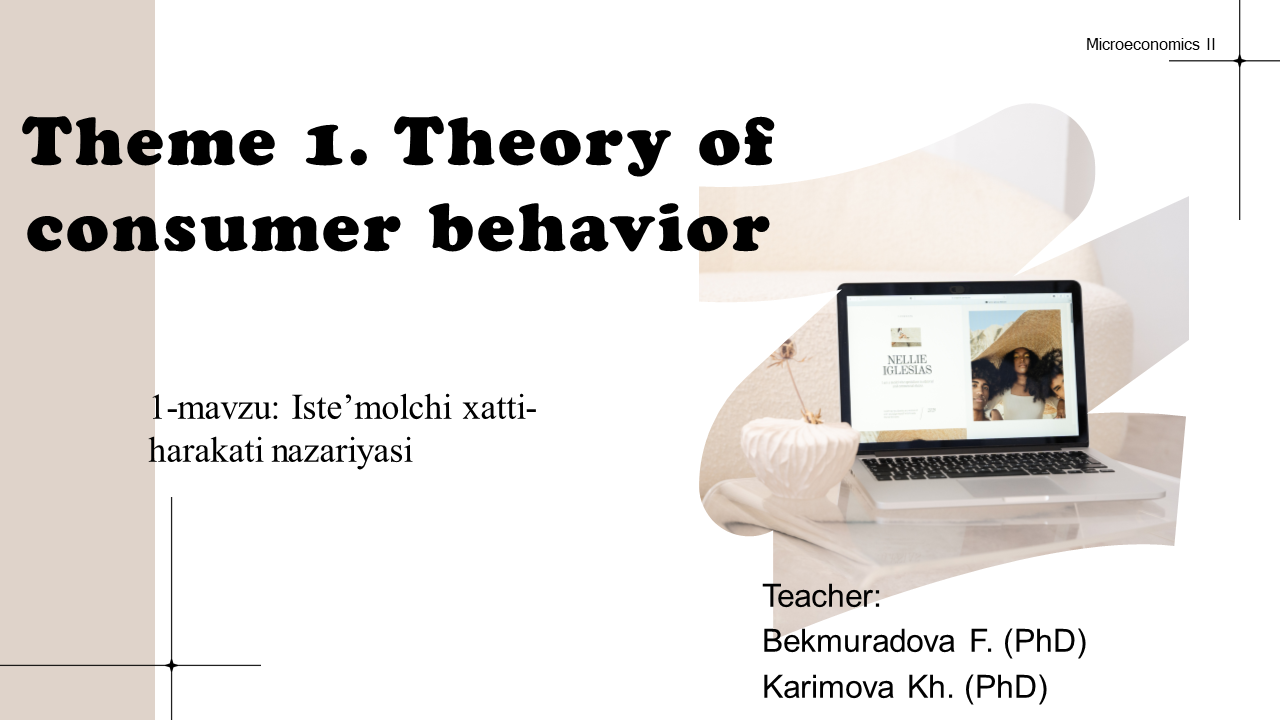 Microeconomics II
Theme 1. Theory of
consumer behavior
1-mavzu: Iste’molchi xatti-
harakati nazariyasi
NELLIE
IGLESIAS
Teacher:
Bekmuradova F. (PhD)
Karimova Kh. (PhD)